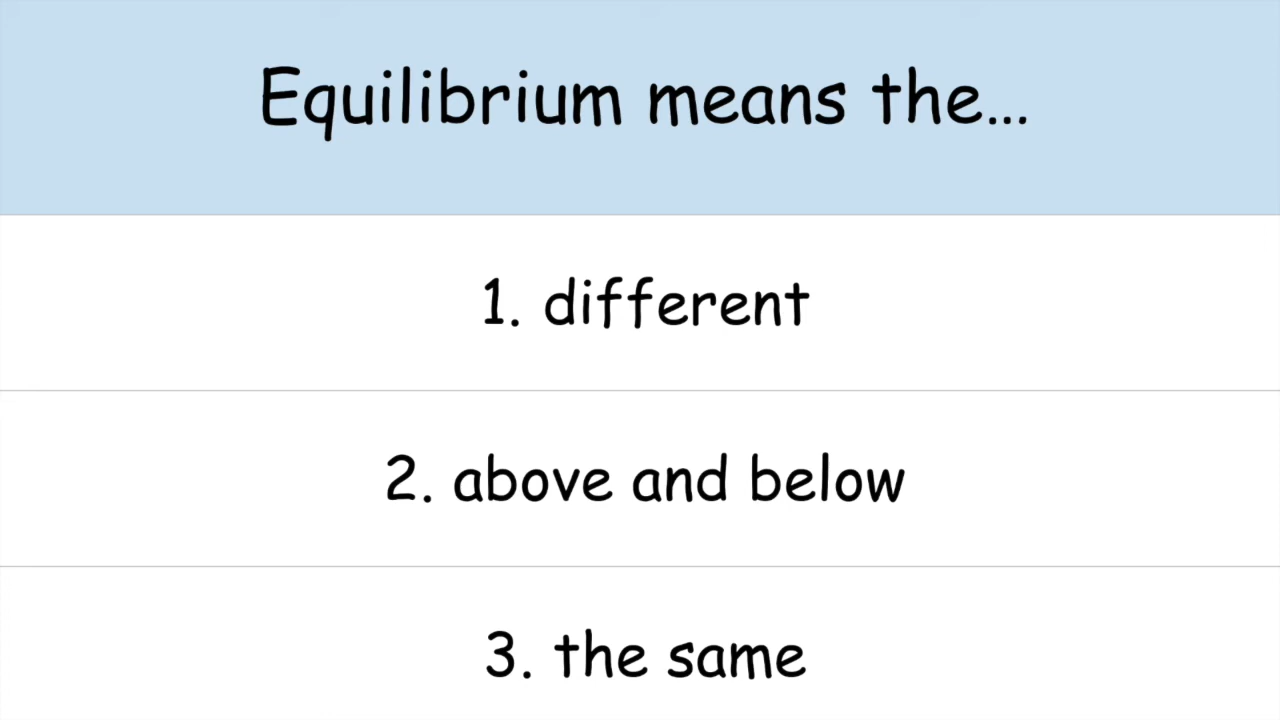 Equilibrium means the...
1. different
2. above and below
3. the same